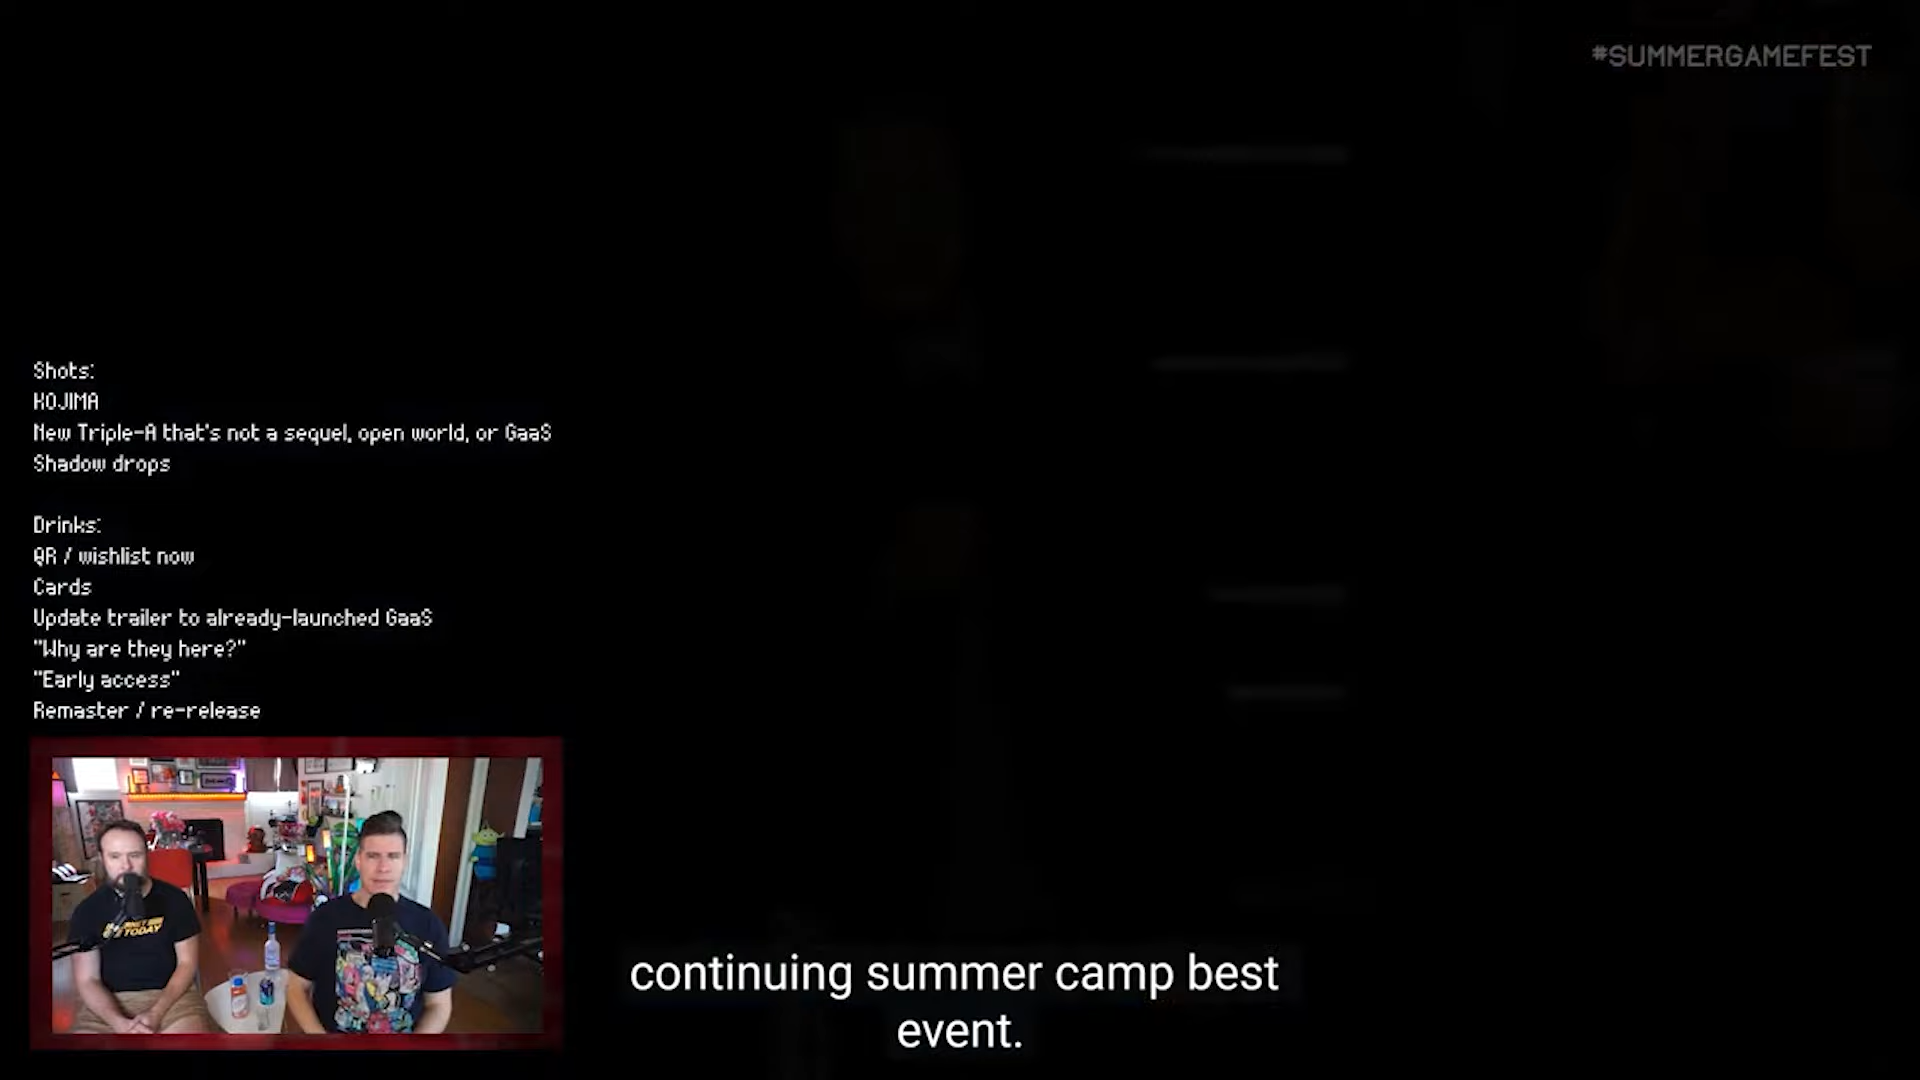 #SUMMERGAMEFEST
Shots:
KOJIMA
New Triple-A that's not a sequel, open world, or GaaS
Shadow drops
Drinks:
QR / wishlist now
Cards
Update trailer to already-launched GaaS
"Why are they here?"
"Early access"
Remaster / re-release
TODAY
continuing summer camp best
event.